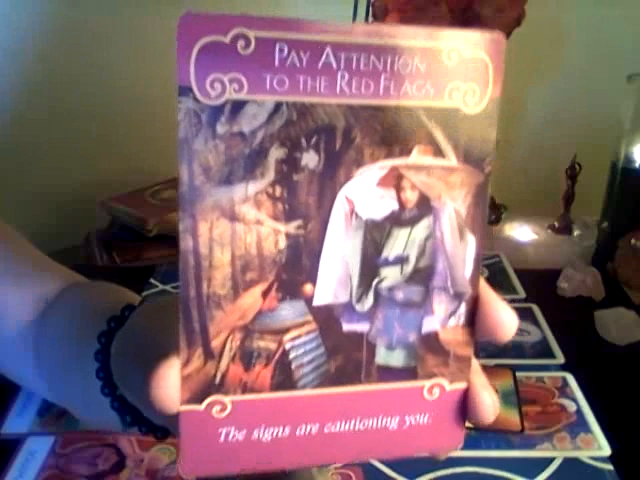 PAY ATTENTION
TO THE RED FLAGS
The signs are cautioning you.